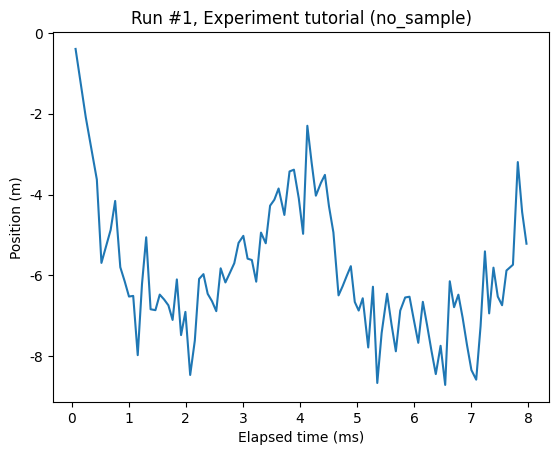 Run #1, Experiment tutorial (no_sample)
0
-2
-4
-6
-8
Position (m)
0 1 2 3 4 5 6 7 8
Elapsed time (ms)